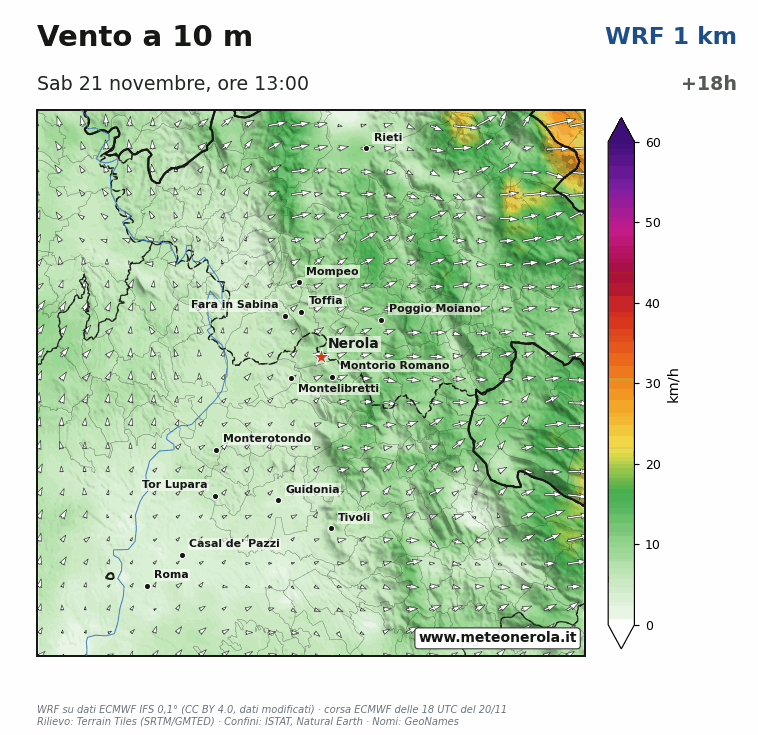 Vento a 10 m
WRF 1 km
Sab 21 novembre, ore 13:00
+18h
Rieti
Mompeo
Toffia
Fara in Sabina
Poggio Moiano
Nerola
Montorio Romano
Montelibretti
Monterotondo
Tor Lupara
Guidonia
Tivoli
Casal de' Pazzi
Roma
www.meteonerola.it
60
50
40
30
20
10
0
km/h
WRF su dati ECMWF IFS 0,1° (CC BY 4.0, dati modificati) · corsa ECMWF delle 18 UTC del 20/11
Rilievo: Terrain Tiles (SRTM/GMTED) · Confini: ISTAT, Natural Earth · Nomi: GeoNames